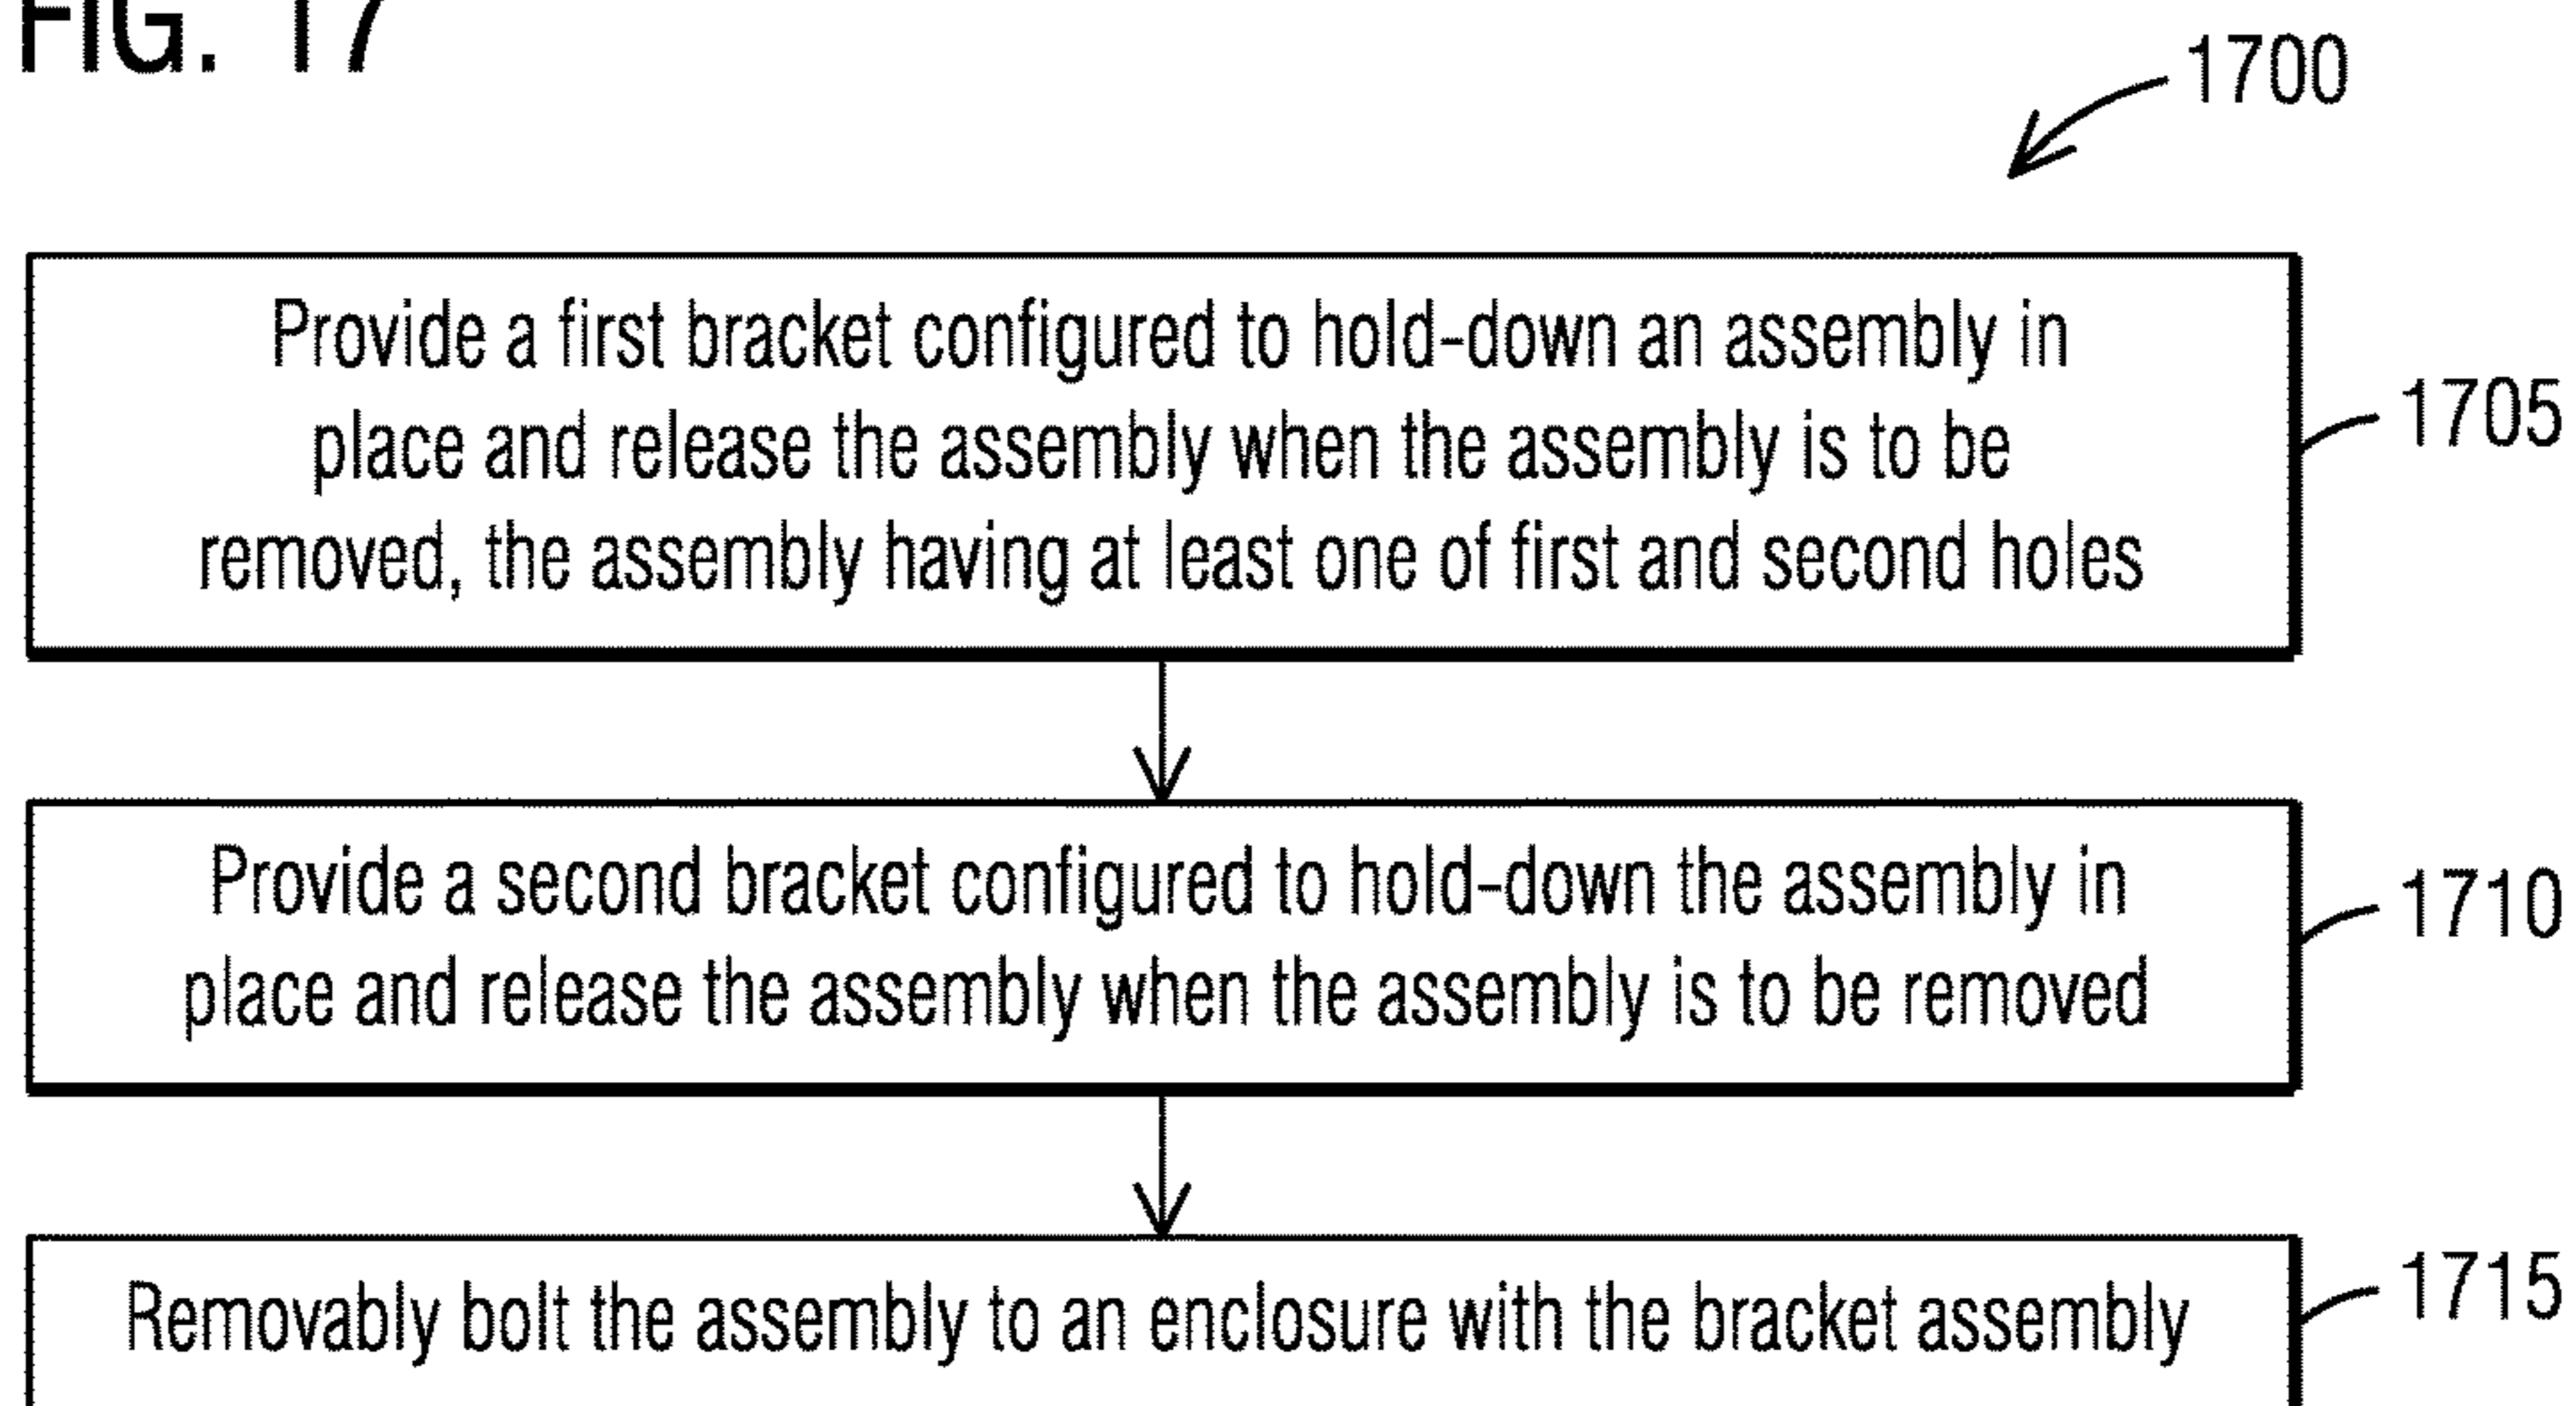 FIG. 17
1700
Provide a first bracket configured to hold-down an assembly in
place and release the assembly when the assembly is to be
removed, the assembly having at least one of first and second holes
1705
Provide a second bracket configured to hold-down the assembly in
place and release the assembly when the assembly is to be removed
1710
Removably bolt the assembly to an enclosure with the bracket assembly
1715